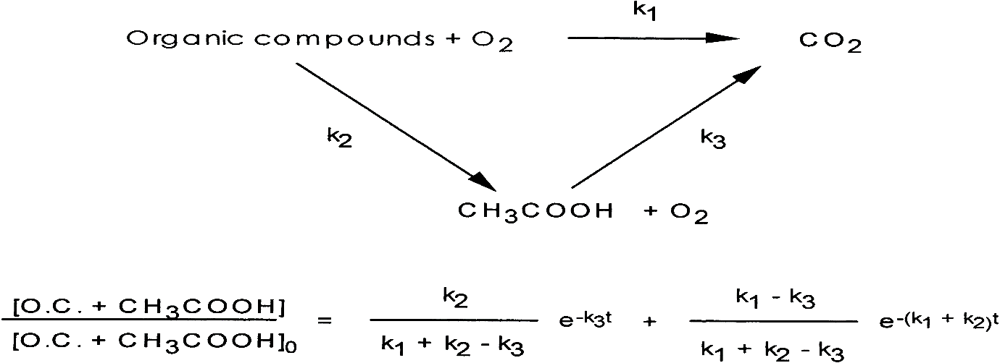 k1
Organic compounds + O2 CO2
k2 k3
CH3COOH + O2
[O.C. + CH3COOH] k2 k1 - k3
= e-k3t + e-(k1 + k2)t
[O.C. + CH3COOH]0 k1 + k2 - k3 k1 + k2 - k3